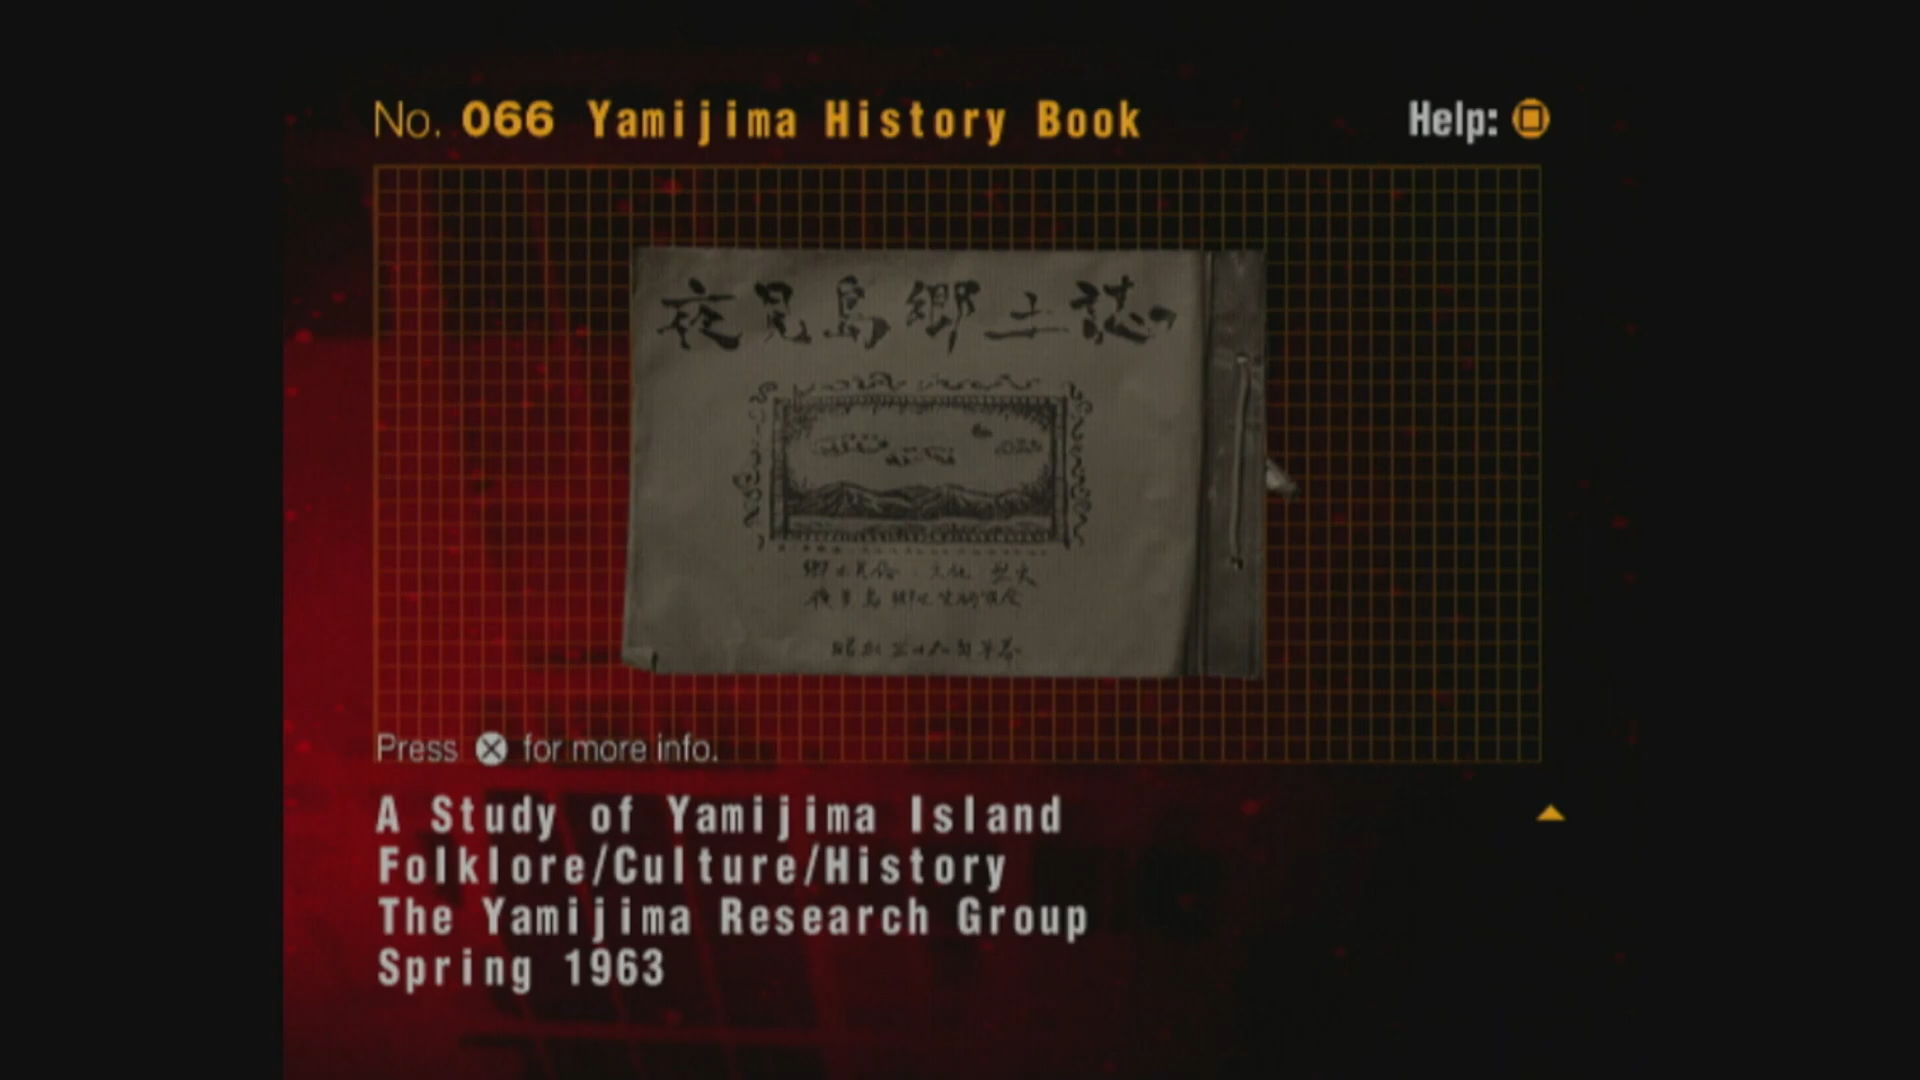 No. 066 Yamijima History Book
Help:
夜見島郷土誌
Press ⓧ for more info.
A Study of Yamijima Island
Folklore/Culture/History
The Yamijima Research Group
Spring 1963